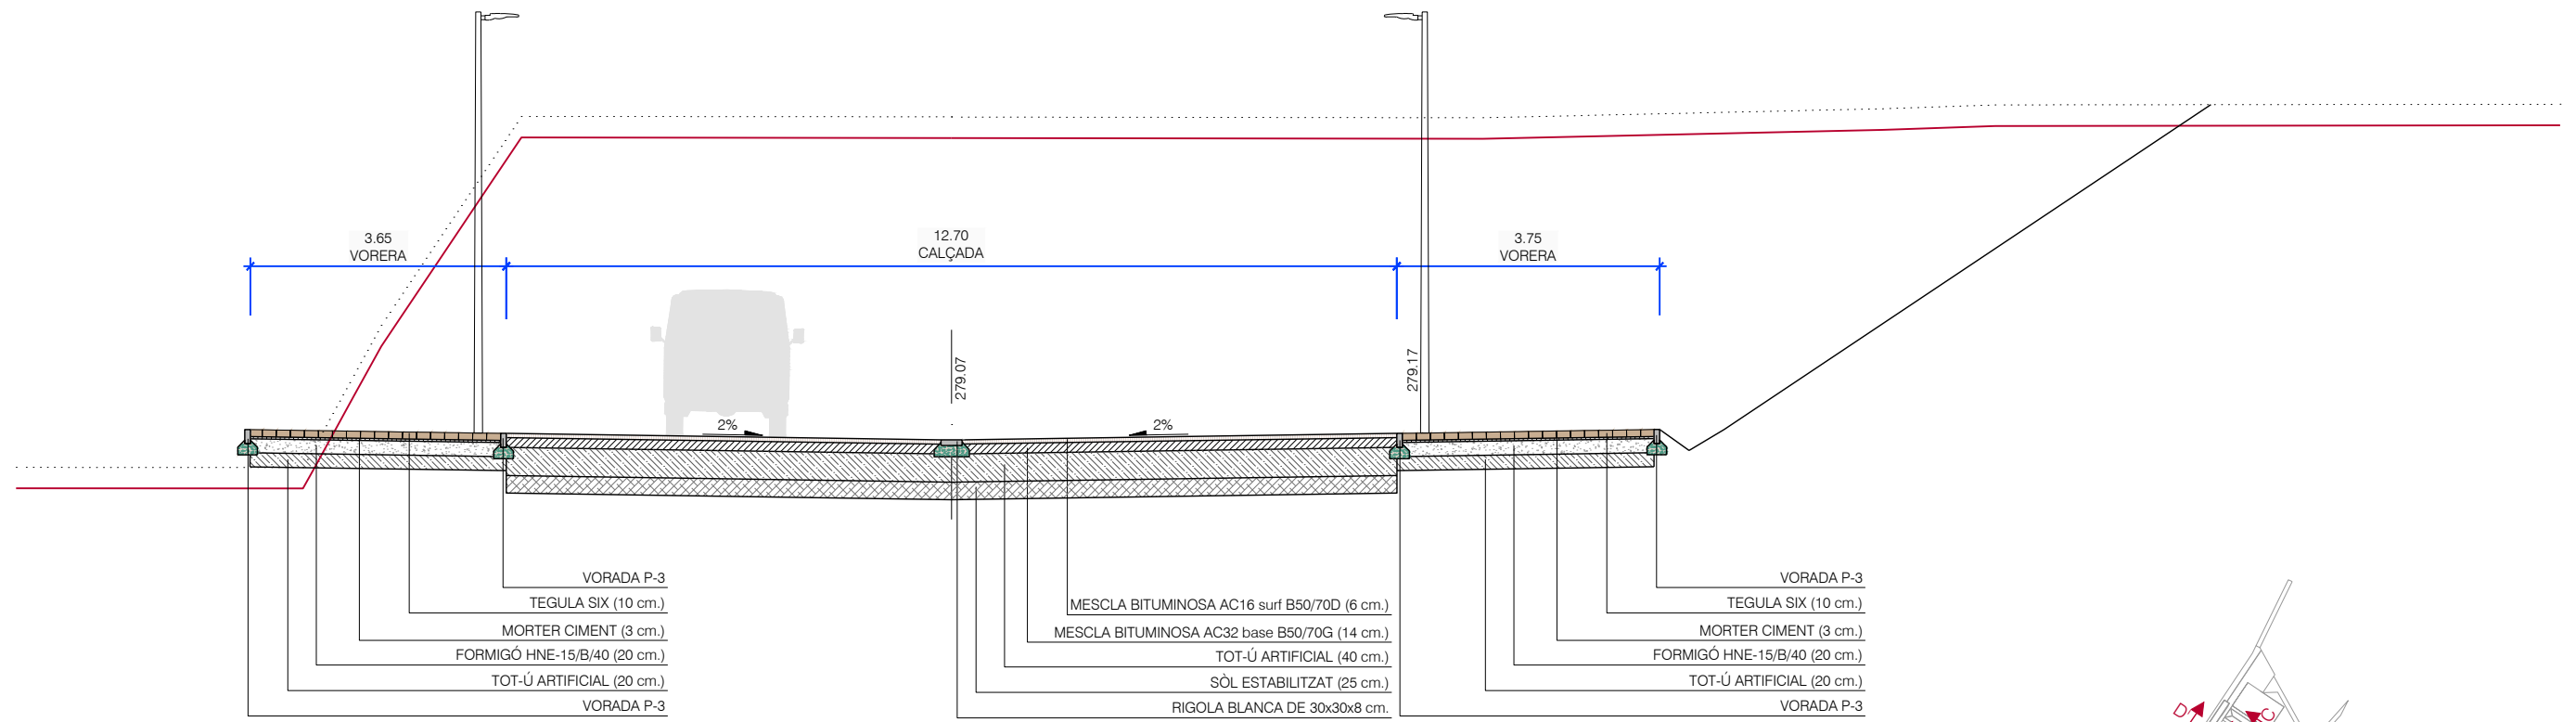 3.65
VORERA
12.70
CALÇADA
3.75
VORERA
279.07
279.17
2%
2%
VORADA P-3
TEGULA SIX (10 cm.)
MORTER CIMENT (3 cm.)
FORMIGÓ HNE-15/B/40 (20 cm.)
TOT-Ú ARTIFICIAL (20 cm.)
VORADA P-3
MESCLA BITUMINOSA AC16 surf B50/70D (6 cm.)
MESCLA BITUMINOSA AC32 base B50/70G (14 cm.)
TOT-Ú ARTIFICIAL (40 cm.)
SÒL ESTABILITZAT (25 cm.)
RIGOLA BLANCA DE 30x30x8 cm.
VORADA P-3
TEGULA SIX (10 cm.)
MORTER CIMENT (3 cm.)
FORMIGÓ HNE-15/B/40 (20 cm.)
TOT-Ú ARTIFICIAL (20 cm.)
VORADA P-3
D
C